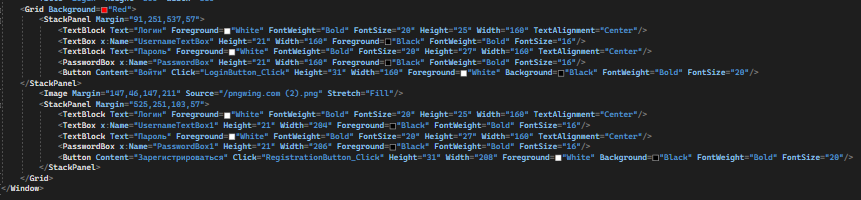 <Grid Background="Red">
<StackPanel Margin="91,251,537,57">
<TextBlock Text="Логин" Foreground="White" FontWeight="Bold" FontSize="20" Height="25" Width="160" TextAlignment="Center"/>
<TextBox x:Name="UsernameTextBox" Height="21" Width="160" Foreground="Black" FontWeight="Bold" FontSize="16"/>
<TextBlock Text="Пароль" Foreground="White" FontWeight="Bold" FontSize="20" Height="27" Width="160" TextAlignment="Center"/>
<PasswordBox x:Name="PasswordBox" Height="21" Width="160" Foreground="Black" FontWeight="Bold" FontSize="16"/>
<Button Content="Войти" Click="LoginButton_Click" Height="31" Width="160" Foreground="White" Background="Black" FontWeight="Bold" FontSize="20"/>
</StackPanel>
<Image Margin="147,46,147,211" Source="/pngwing.com (2).png" Stretch="Fill"/>
<StackPanel Margin="525,251,103,57">
<TextBlock Text="Логин" Foreground="White" FontWeight="Bold" FontSize="20" Height="25" Width="160" TextAlignment="Center"/>
<TextBox x:Name="UsernameTextBox1" Height="21" Width="204" Foreground="Black" FontWeight="Bold" FontSize="16"/>
<TextBlock Text="Пароль" Foreground="White" FontWeight="Bold" FontSize="20" Height="27" Width="160" TextAlignment="Center"/>
<PasswordBox x:Name="PasswordBox1" Height="21" Width="206" Foreground="Black" FontWeight="Bold" FontSize="16"/>
<Button Content="Зарегистрироваться" Click="RegistrationButton_Click" Height="31" Width="208" Foreground="White" Background="Black" FontWeight="Bold" FontSize="20"/>
</StackPanel>
</Grid>
</Window>